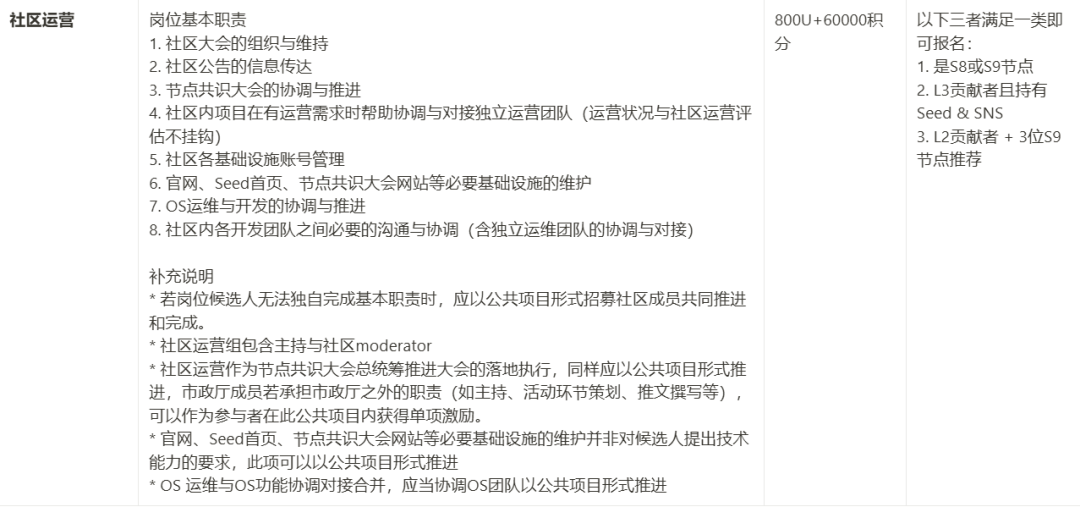 社区运营
岗位基本职责
1. 社区大会的组织与维持
2. 社区公告的信息传达
3. 节点共识大会的协调与推进
4. 社区内项目在有运营需求时帮助协调与对接独立运营团队（运营状况与社区运营评
估不挂钩）
5. 社区各基础设施账号管理
6. 官网、Seed首页、节点共识大会网站等必要基础设施的维护
7. OS运维与开发的协调与推进
8. 社区内各开发团队之间必要的沟通与协调（含独立运维团队的协调与对接）
补充说明
* 若岗位候选人无法独自完成基本职责时，应以公共项目形式招募社区成员共同推进
和完成。
* 社区运营组包含主持与社区moderator
* 社区运营作为节点共识大会总统筹推进大会的落地执行，同样应以公共项目形式推
进，市政厅成员若承担市政厅之外的职责（如主持、活动环节策划、推文撰写等），
可以作为参与者在此公共项目内获得单项激励。
* 官网、Seed首页、节点共识大会网站等必要基础设施的维护并非对候选人提出技术
能力的要求，此项可以以公共项目形式推进
* OS 运维与OS功能协调对接合并，应当协调OS团队以公共项目形式推进
800U+60000积
分
以下三者满足一类即
可报名：
1. 是S8或S9节点
2. L3贡献者且持有
Seed & SNS
3. L2贡献者 + 3位S9
节点推荐